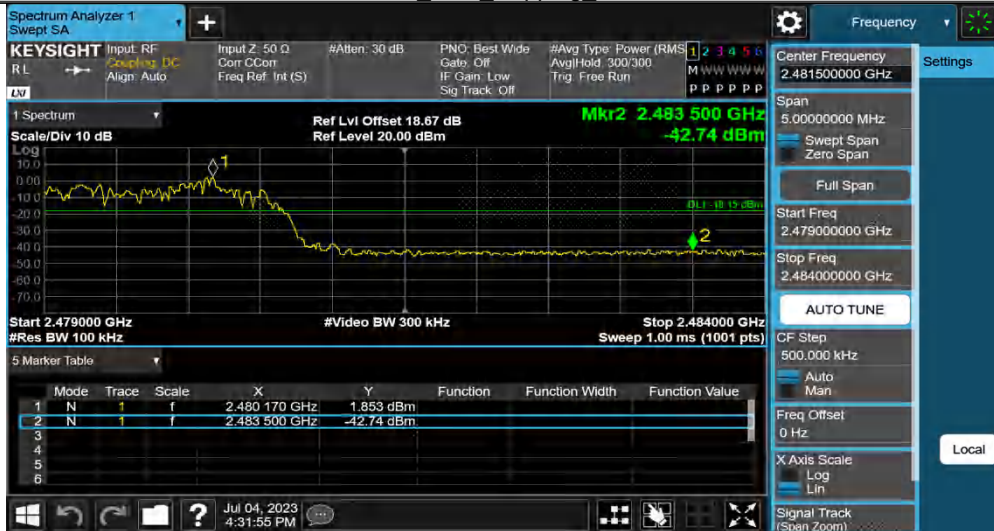 Spectrum Analyzer 1
Swept SA
+
Frequency
KEYSIGHT
RL
LXI
Input: RF
Coupling: DC
Align: Auto
Input Z: 50 Ω
Corr CCorr
Freq Ref: Int (S)
#Atten: 30 dB
PNO: Best Wide
Gate: Off
IF Gain: Low
Sig Track: Off
#Avg Type: Power (RMS
Avg|Hold: 300/300
Trig: Free Run
1 2 3 4 5 6
M W W W W W
P P P P P P
Center Frequency
2.481500000 GHz
Settings
Span
5.00000000 MHz
Swept Span
Zero Span
Full Span
Start Freq
2.479000000 GHz
Stop Freq
2.484000000 GHz
AUTO TUNE
CF Step
500.000 kHz
Auto
Man
Freq Offset
0 Hz
X Axis Scale
Log
Lin
Signal Track
(Span Zoom)
Local
1 Spectrum
Scale/Div 10 dB
Ref Lvl Offset 18.67 dB
Ref Level 20.00 dBm
Mkr2 2.483 500 GHz
-42.74 dBm
Log
10.0
0.00
-10.0
-20.0
-30.0
-40.0
-50.0
-60.0
-70.0
1
2
DL1 -18.15 dBm
Start 2.479000 GHz
#Video BW 300 kHz
Stop 2.484000 GHz
#Res BW 100 kHz
Sweep 1.00 ms (1001 pts)
5 Marker Table
Mode Trace Scale X Y Function Function Width Function Value
1 N 1 f 2.480 170 GHz 1.853 dBm
2 N 1 f 2.483 500 GHz -42.74 dBm
3
4
5
6
?
Jul 04, 2023
4:31:55 PM